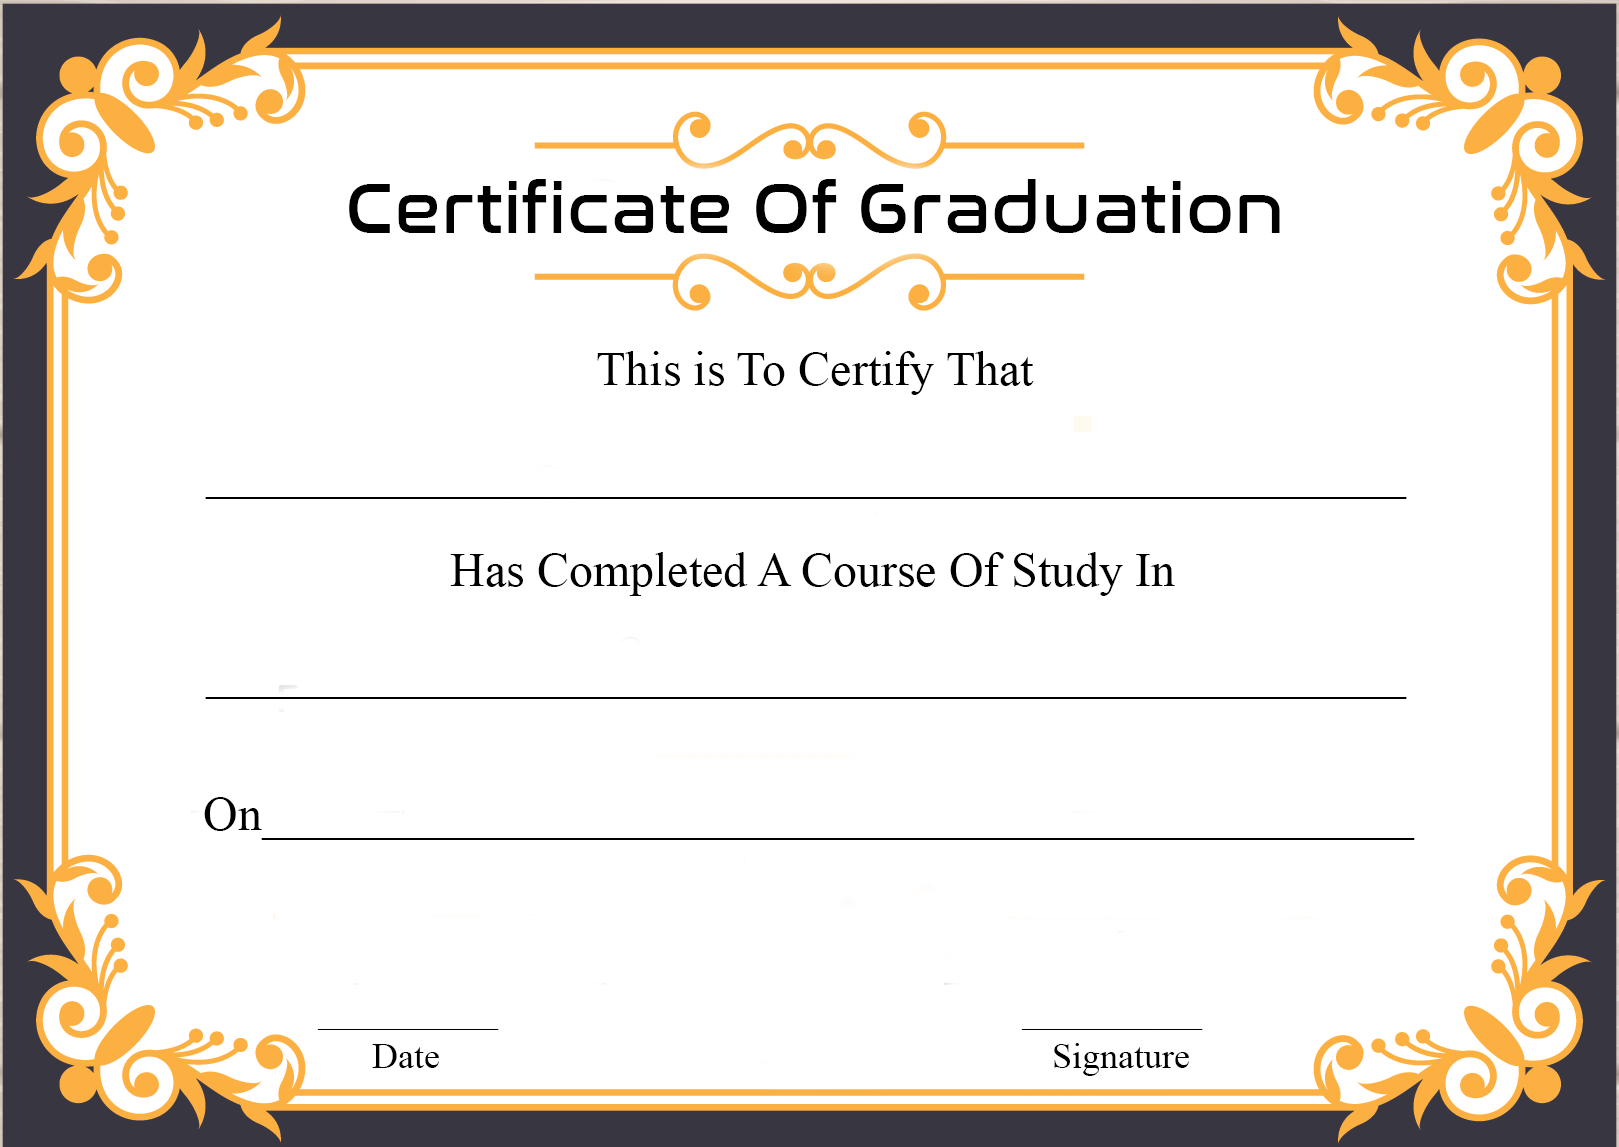 Certificate Of Graduation
This is To Certify That
Has Completed A Course Of Study In
On
Date
Signature